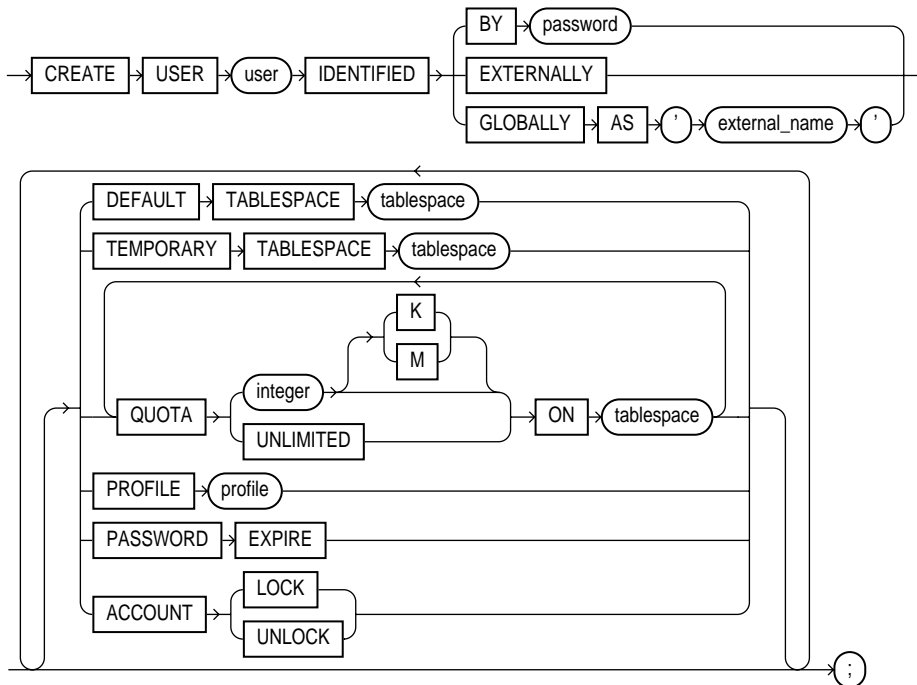 BY password
CREATE USER user IDENTIFIED EXTERNALLY
GLOBALLY AS ' external_name '
DEFAULT TABLESPACE tablespace
TEMPORARY TABLESPACE tablespace
K
M
integer
QUOTA ON tablespace
UNLIMITED
PROFILE profile
PASSWORD EXPIRE
LOCK
ACCOUNT
UNLOCK
;